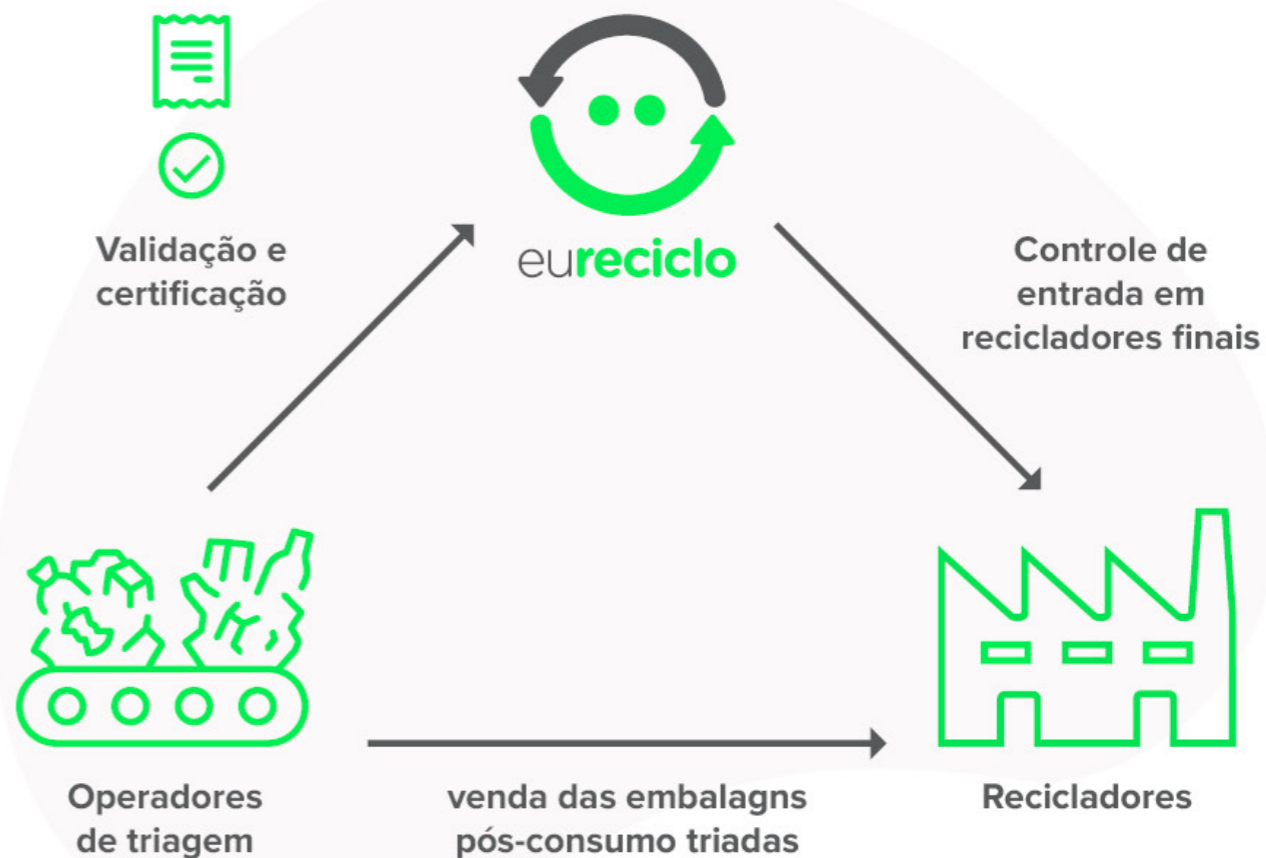 Validação e
certificação
eureciclo
Controle de
entrada em
recicladores finais
Operadores
de triagem
venda das embalagns
pós-consumo triadas
Recicladores